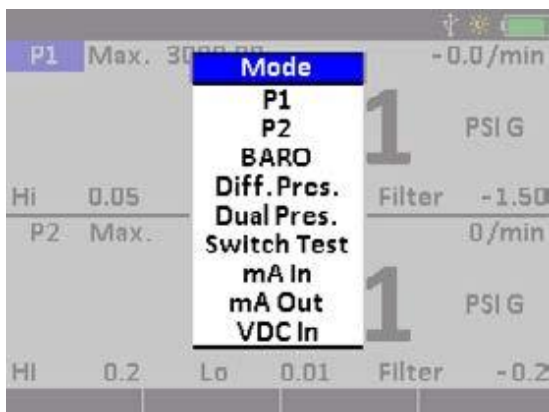 P1 Max. 3000.00 -0.0/min
Mode
P1
P2
BARO
1 PSI G
Diff. Pres.
Hi 0.05 Filter -1.50
Dual Pres.
P2 Max. 0/min
Switch Test
mA In
mA Out
1 PSI G
VDC In
Hi 0.2 Lo 0.01 Filter -0.2